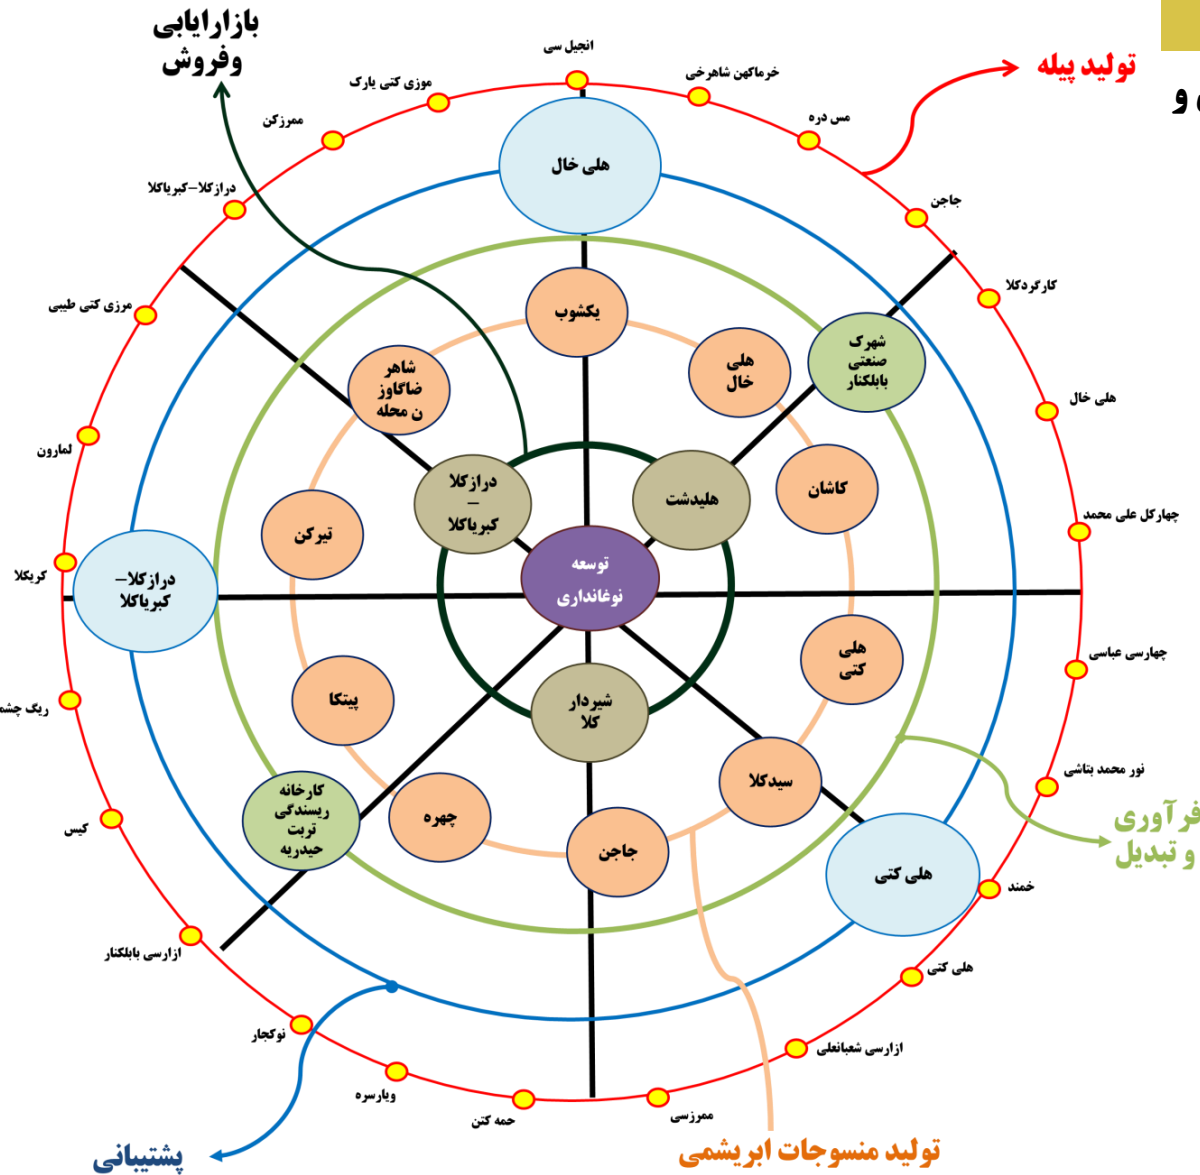 بازارایابی
وفروش
تولید پیله
و
انجیل سی
خرماکهن شاهرخی
موزی کتی یارک
مس دره
ممرزکن
درازکلا-کبریاکلا
جاجن
کارگردکلا
مرزی کتی طیبی
هلی خال
لمارون
چهارکل علی محمد
کریکلا
چهارسی عباسی
ریگ چشم
نور محمد بتاشی
کیس
خمند
ازارسی بابلکنار
هلی کتی
نوکجار
ازارسی شعبانعلی
ویارسره
حمه کتن
ممرزسی
هلی خال
یکشوب
شهرک
صنعتی
بابلکنار
هلی
خال
شاهر
ضاگاوز
ن محله
درازکلا
–
کبریاکلا
هلیدشت
کاشان
تیرکن
توسعه
نوغانداری
درازکلا–
کبریاکلا
هلی
کتی
پیتکا
شیردار
کلا
سیدکلا
کارخانه
ریسندگی
تربت
حیدریه
چهره
جاجن
هلی کتی
فرآوری
و تبدیل
تولید منسوجات ابریشمی
پشتیبانی